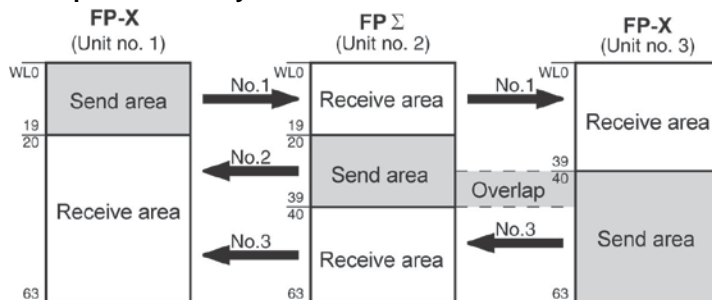 FP-X
(Unit no. 1)
FP Σ
(Unit no. 2)
FP-X
(Unit no. 3)
WL0
Send area
19
20
Receive area
63
No.1
No.2
No.3
WL0
Receive area
19
20
Send area
39
40
Receive area
63
No.1
Overlap
No.3
WL0
Receive area
39
40
Send area
63